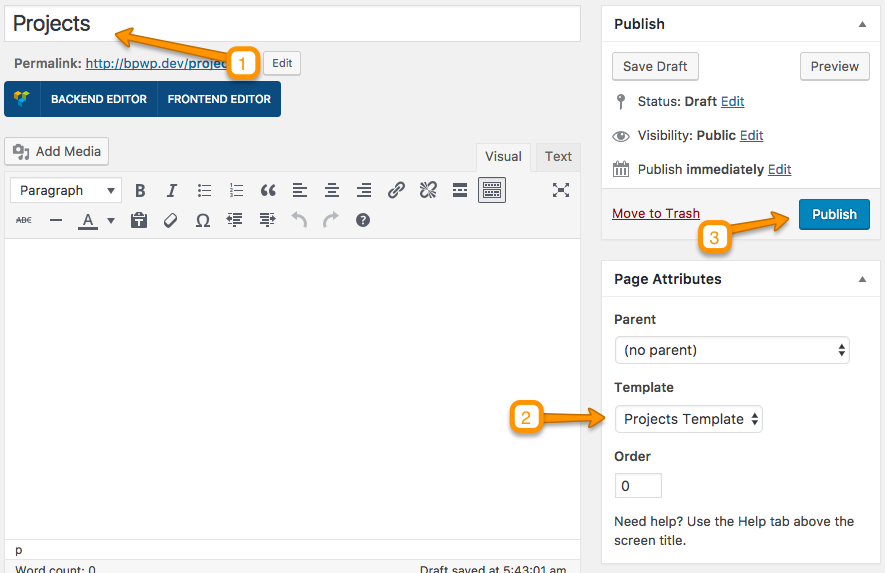 Projects
Permalink: http://bpwp.dev/projec
1
Edit
BACKEND EDITOR FRONTEND EDITOR
Add Media
Visual Text
Paragraph
B I
ABC A Ω ?
p
Word count: 0 Draft saved at 5:43:01 am.
Publish
Save Draft Preview
Status: Draft Edit
Visibility: Public Edit
Publish immediately Edit
Move to Trash
3
Publish
Page Attributes
Parent
(no parent)
Template
2
Projects Template
Order
0
Need help? Use the Help tab above the
screen title.